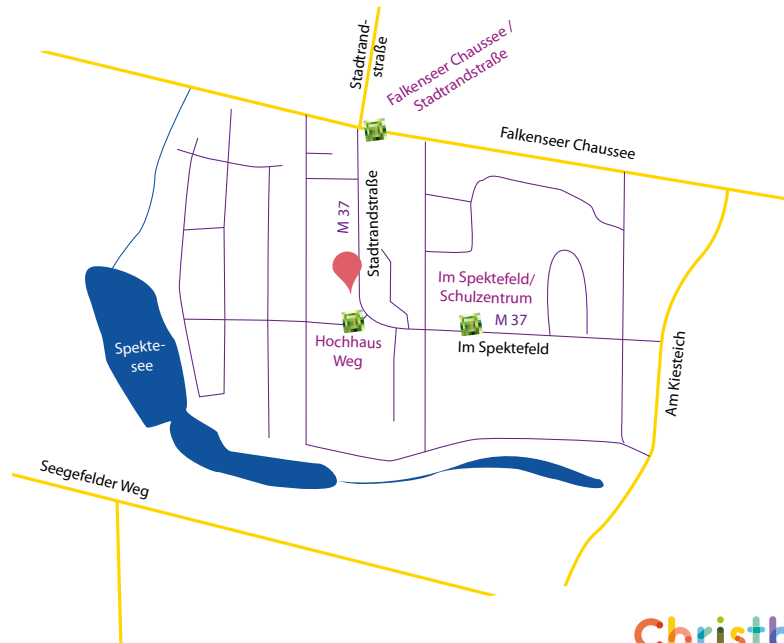 Stadtrand-
straße
Falkenseer Chaussee /
Stadtrandstraße
Falkenseer Chaussee
M 37
Stadtrandstraße
Im Spektefeld/
Schulzentrum
M 37
Im Spektefeld
Hochhaus
Weg
Spekte-
see
Am Kiesteich
Seegefelder Weg
Christh